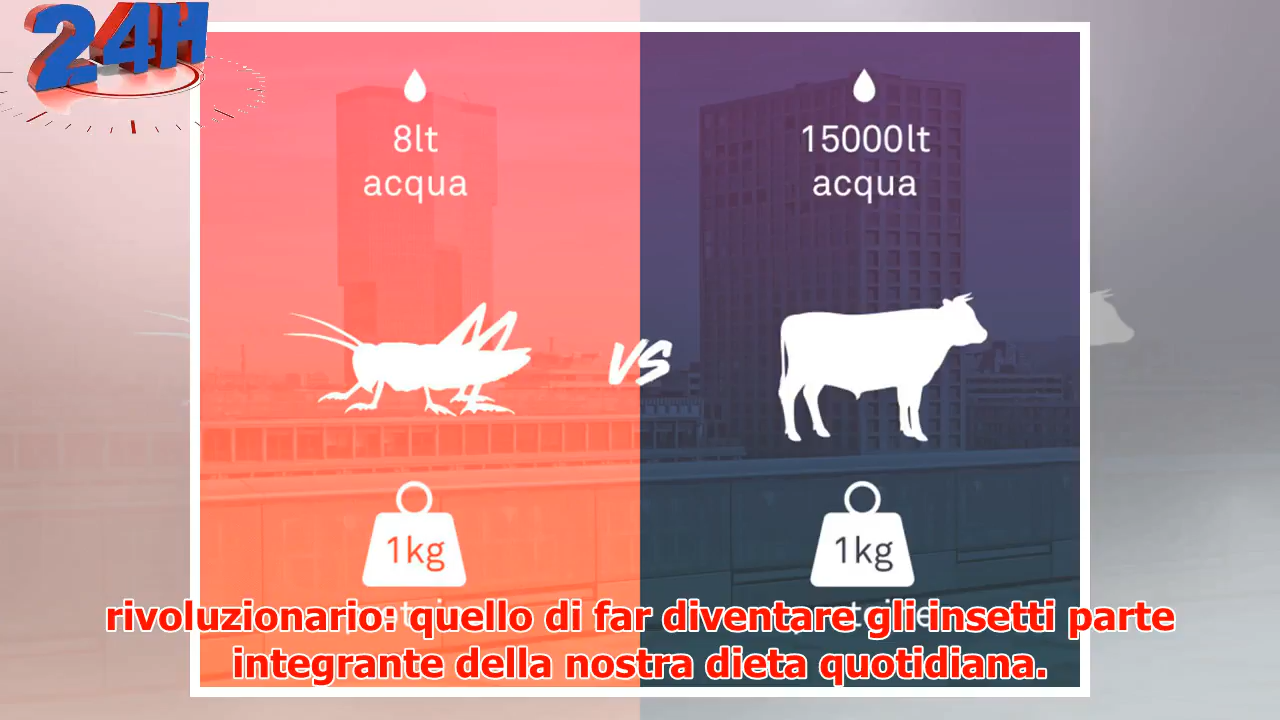 24H
8lt
acqua
15000lt
acqua
vs
1kg
1kg
rivoluzionario: quello di far diventare gli insetti parte
integrante della nostra dieta quotidiana.